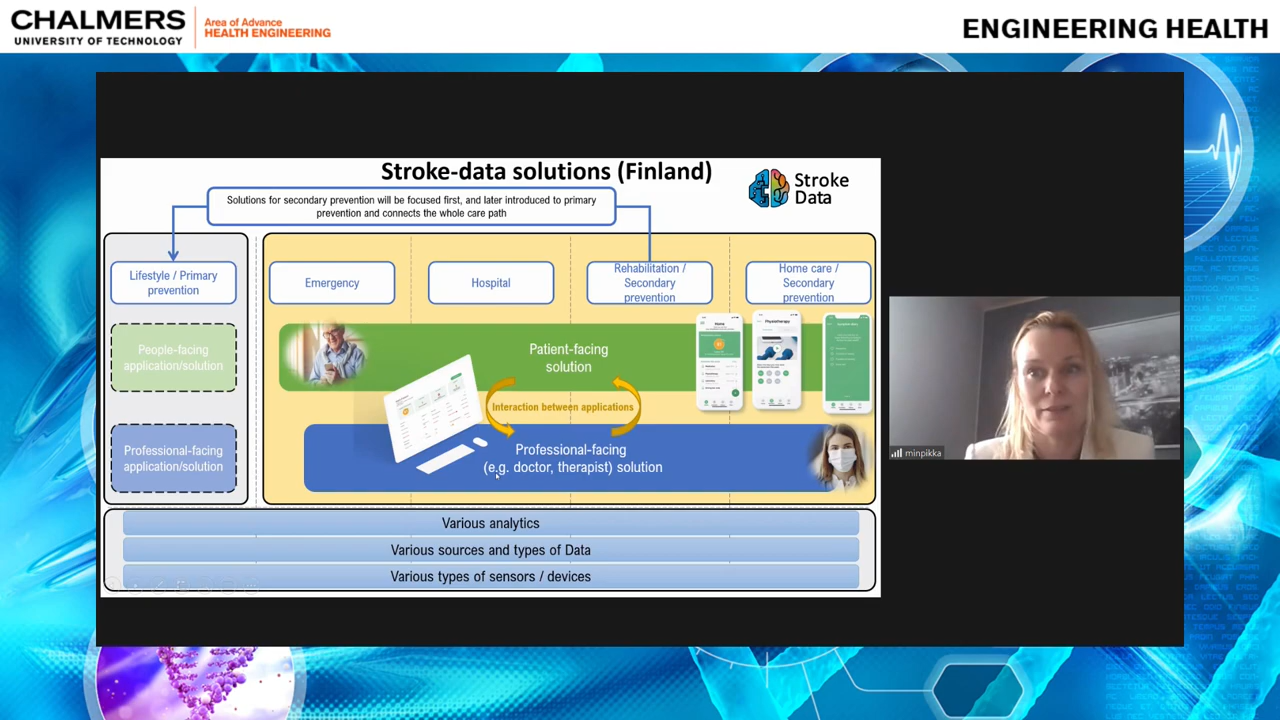 CHALMERS
UNIVERSITY OF TECHNOLOGY
Area of Advance
HEALTH ENGINEERING
ENGINEERING HEALTH
Stroke-data solutions (Finland)
Stroke
Data
Solutions for secondary prevention will be focused first, and later introduced to primary
prevention and connects the whole care path
Lifestyle / Primary
prevention
Emergency
Hospital
Rehabilitation /
Secondary
prevention
Home care /
Secondary
prevention
People-facing
application/solution
Patient-facing
solution
Home
Physiotherapy
Interaction between applications
Professional-facing
application/solution
Professional-facing
(e.g. doctor, therapist) solution
minpikka
Various analytics
Various sources and types of Data
Various types of sensors / devices